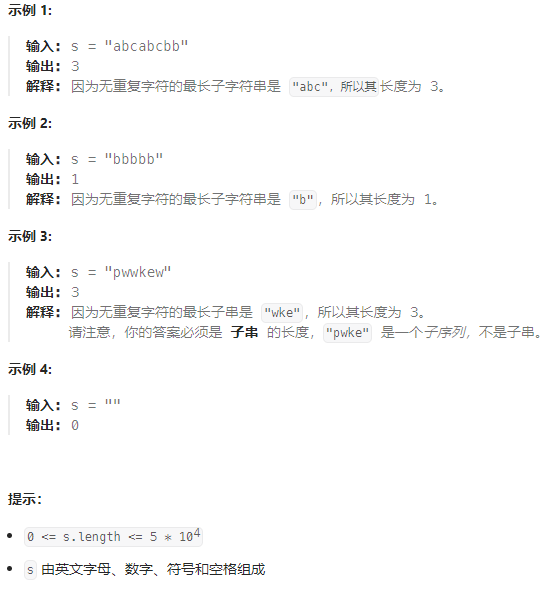 示例 1:
输入: s = "abcabcbb"
输出: 3
解释: 因为无重复字符的最长子字符串是 "abc"，所以其长度为 3。
示例 2:
输入: s = "bbbbb"
输出: 1
解释: 因为无重复字符的最长子字符串是 "b"，所以其长度为 1。
示例 3:
输入: s = "pwwkew"
输出: 3
解释: 因为无重复字符的最长子串是 "wke"，所以其长度为 3。
请注意，你的答案必须是 子串 的长度，"pwke" 是一个子序列，不是子串。
示例 4:
输入: s = ""
输出: 0
提示：
0 <= s.length <= 5 * 10⁴
s 由英文字母、数字、符号和空格组成